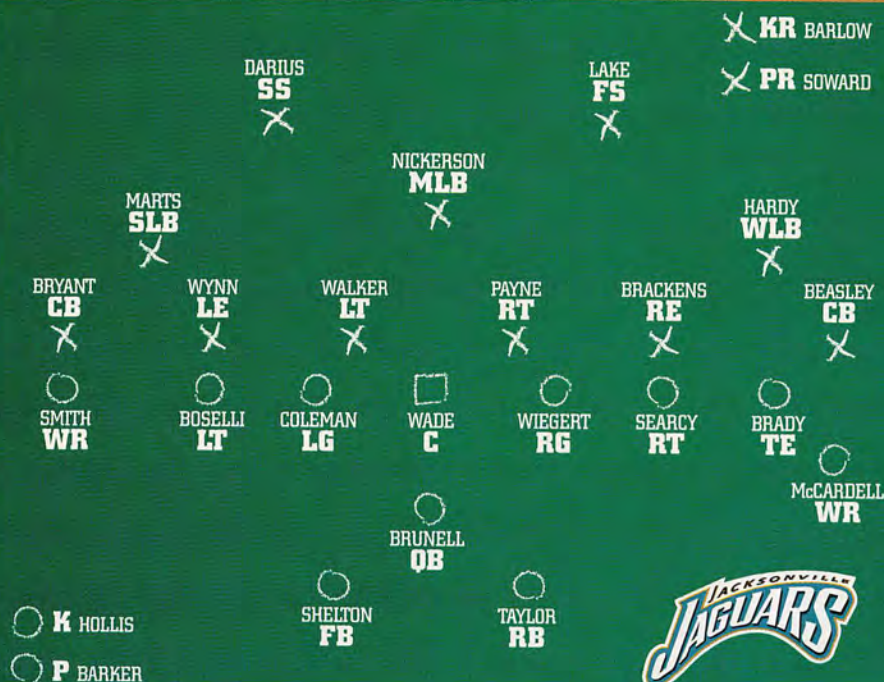 KR BARLOW
PR SOWARD
DARIUS
SS
LAKE
FS
NICKERSON
MLB
MARTS
SLB
HARDY
WLB
BRYANT
CB
WYNN
LE
WALKER
LT
PAYNE
RT
BRACKENS
RE
BEASLEY
CB
SMITH
WR
BOSELLI
LT
COLEMAN
LG
WADE
C
WIEGERT
RG
SEARCY
RT
BRADY
TE
McCARDELL
WR
BRUNELL
QB
SHELTON
FB
TAYLOR
RB
K HOLLIS
P BARKER
JACKSONVILLE
JAGUARS